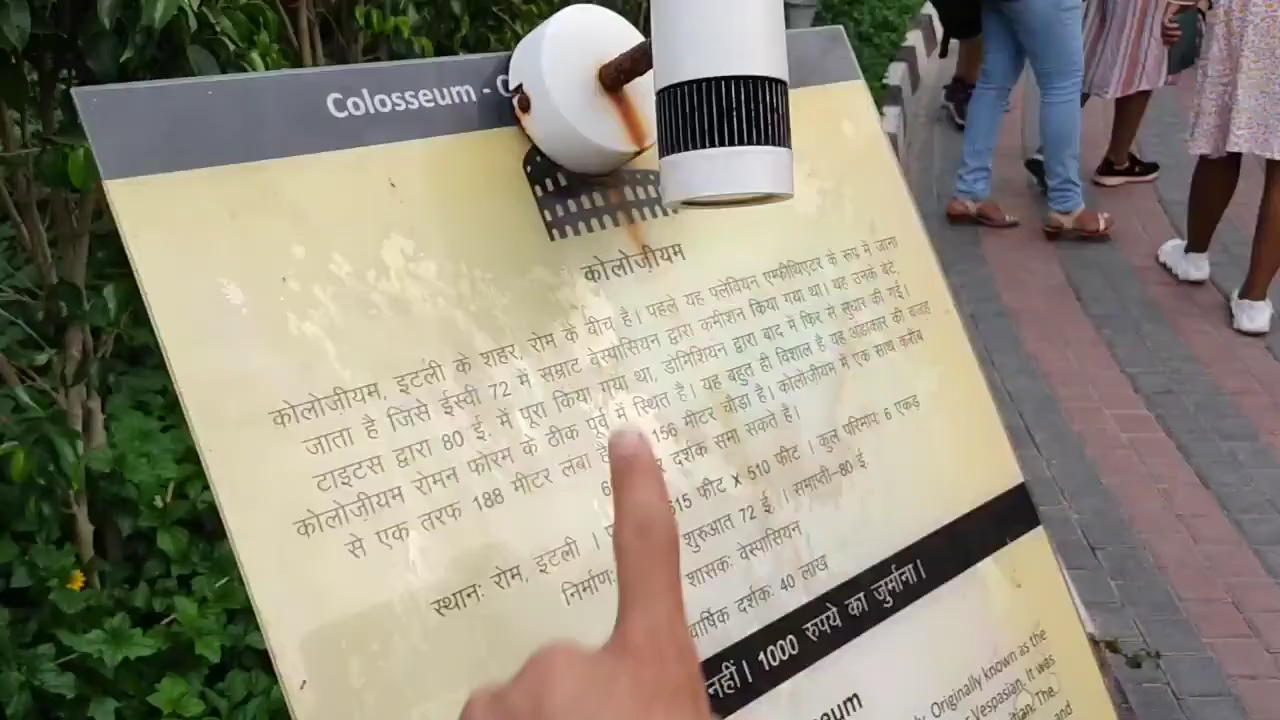 Colosseum -
कोलोज़ीयम
कोलोज़ीयम, इटली के शहर, रोम के बीच है। पहले यह फ्लेवियन एम्फीथिएटर के रूप में जाना
जाता है जिसे ईस्वी 72 में सम्राट वेस्पासियन द्वारा कमीशन किया गया था। यह उनके बेटे,
टाइटस द्वारा 80 ई. में पूरा किया गया था, डोमिशियन द्वारा बाद में फिर से सुधार की गई।
कोलोज़ीयम रोमन फोरम के ठीक पूर्व में स्थित है। यह बहुत ही विशाल है यह अंडाकार की वजह
से एक तरफ 188 मीटर लंबा 156 मीटर चौड़ा है। कोलोज़ीयम में एक साथ करीब
दर्शक समा सकते है।
स्थानः रोम, इटली । 615 फीट x 510 फीट । कुल परिमापः 6 एकड़
निर्माणः शुरुआत 72 ई. । समाप्ती–80 ई
शासकः वेस्पासियन
वार्षिक दर्शकः 40 लाख
नहीं। 1000 रुपये का जुर्माना।
Originally known as the
Vespasian. It was
The
and